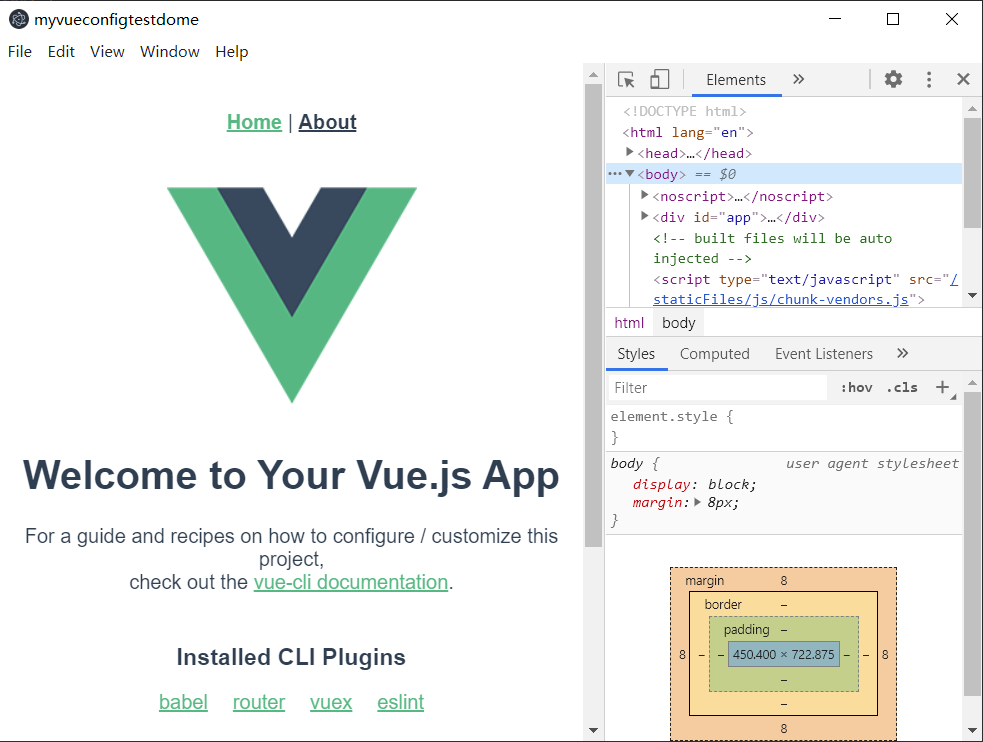 myvueconfigtestdome
File Edit View Window Help
Home | About
Welcome to Your Vue.js App
For a guide and recipes on how to configure / customize this
project,
check out the vue-cli documentation.
Installed CLI Plugins
babel router vuex eslint
Elements »
<!DOCTYPE html>
<html lang="en">
<head>…</head>
<body> == $0
<noscript>…</noscript>
<div id="app">…</div>
<!-- built files will be auto
injected -->
<script type="text/javascript" src="/
staticFiles/js/chunk-vendors.js">
html body
Styles Computed Event Listeners »
Filter :hov .cls +
element.style {
}
body { user agent stylesheet
display: block;
margin: 8px;
}
margin 8
border –
padding –
8 – – 450.400 × 722.875 – – 8
–
–
8